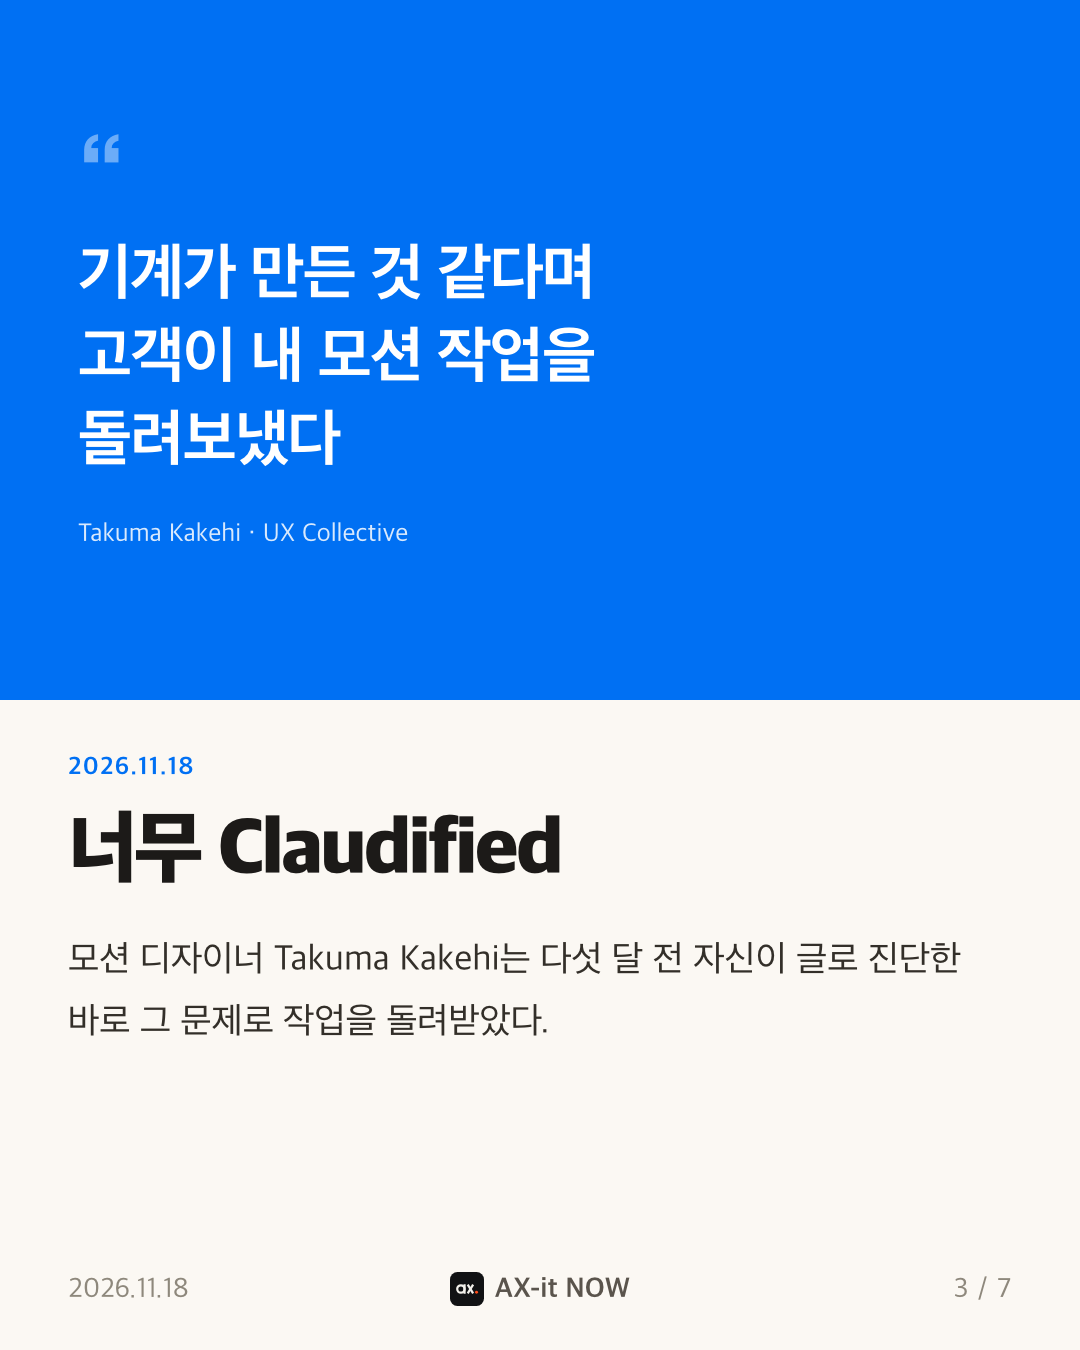 “
기계가 만든 것 같다며
고객이 내 모션 작업을
돌려보냈다
Takuma Kakehi · UX Collective
2026.11.18
너무 Claudified
모션 디자이너 Takuma Kakehi는 다섯 달 전 자신이 글로 진단한
바로 그 문제로 작업을 돌려받았다.
2026.11.18
ax. AX-it NOW
3 / 7